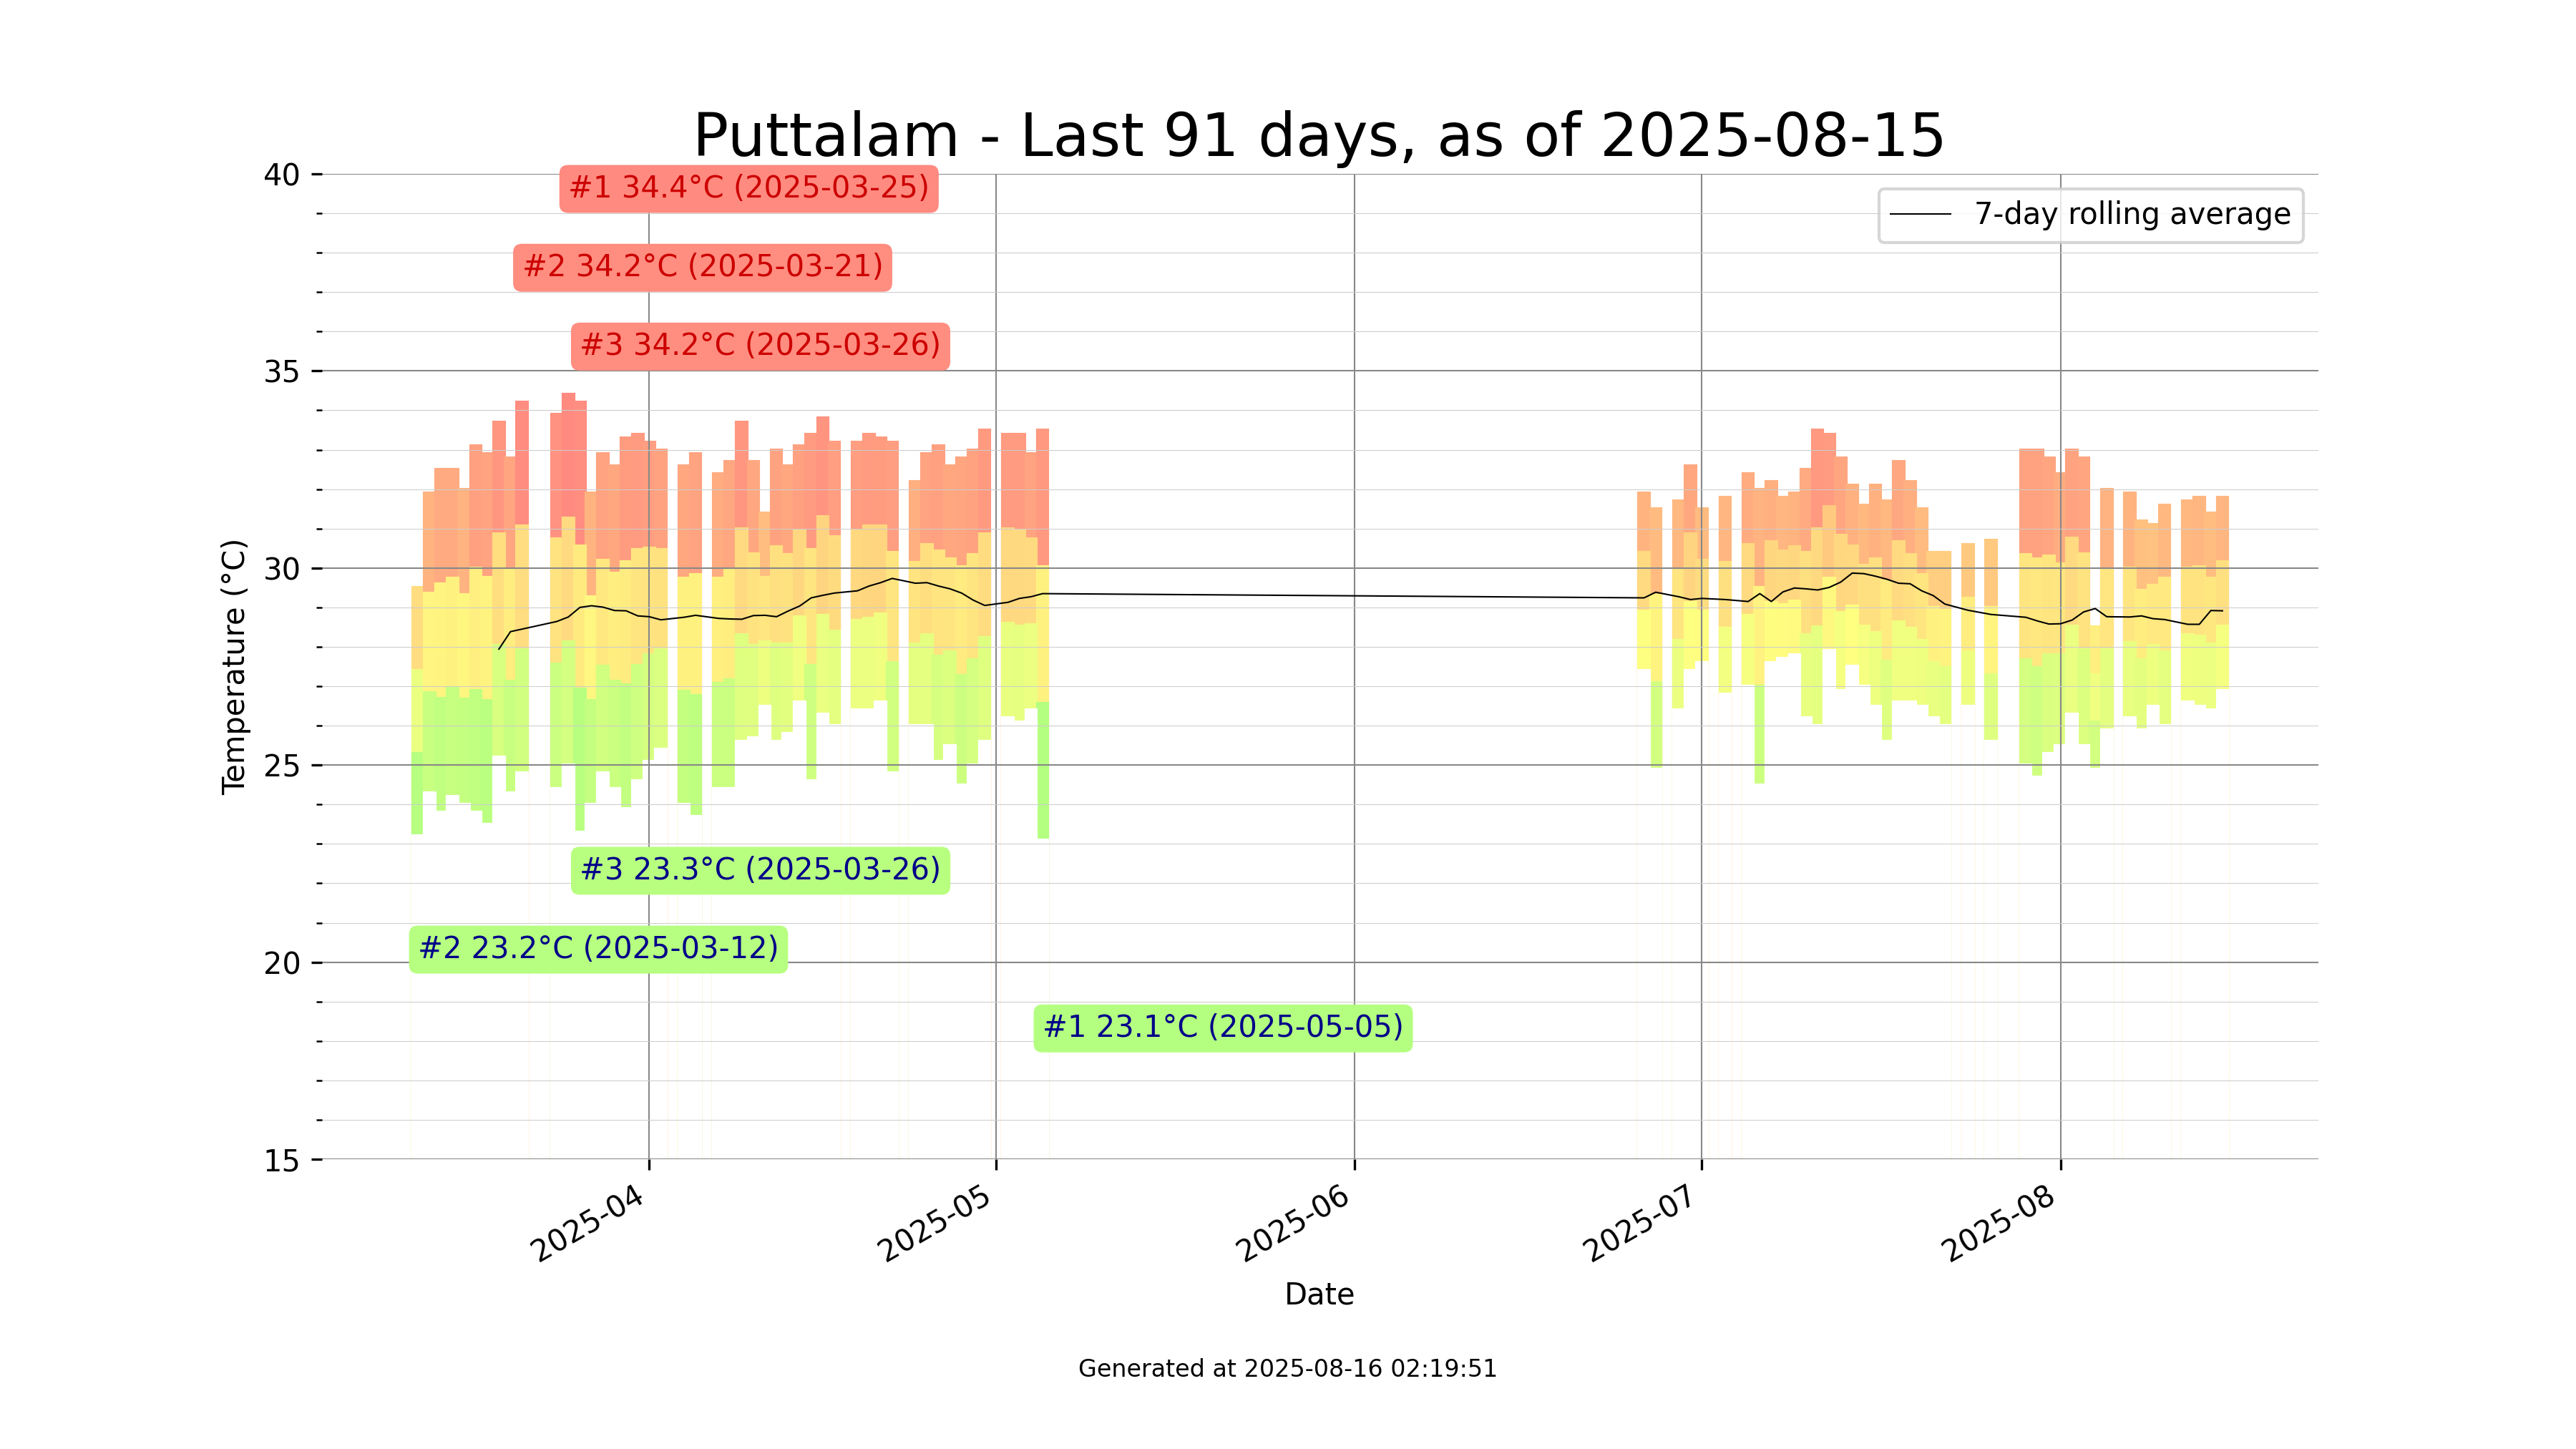 Puttalam - Last 91 days, as of 2025-08-15
40
#1 34.4°C (2025-03-25)
7-day rolling average
#2 34.2°C (2025-03-21)
#3 34.2°C (2025-03-26)
35
30
Temperature (°C)
25
#3 23.3°C (2025-03-26)
#2 23.2°C (2025-03-12)
20
#1 23.1°C (2025-05-05)
15
2025-04
2025-05
2025-06
2025-07
2025-08
Date
Generated at 2025-08-16 02:19:51